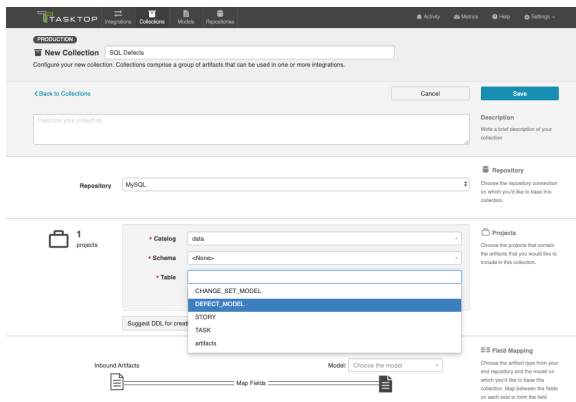 TASKTOP
Integrations
Collections
Models
Repositories
Activity
Metrics
Help
Settings
PRODUCTION
New Collection
SQL Defects
Configure your new collection. Collections comprise a group of artifacts that can be used in one or more integrations.
Back to Collections
Cancel
Save
Describe your collection
Description
Write a brief description of your
collection
Repository
MySQL
Repository
Choose the repository connection
on which you'd like to base this
collection.
1
projects
* Catalog
data
* Schema
<None>
* Table
CHANGE_SET_MODEL
DEFECT_MODEL
STORY
TASK
artifacts
Suggest DDL for creati
Projects
Choose the projects that contain
the artifacts that you would like to
include in this collection.
Inbound Artifacts
Model:
Choose the model
Map Fields
Field Mapping
Choose the artifact type from your
end repository and the model on
which you'd like to base this
collection. Map between the fields
on each side to form the field